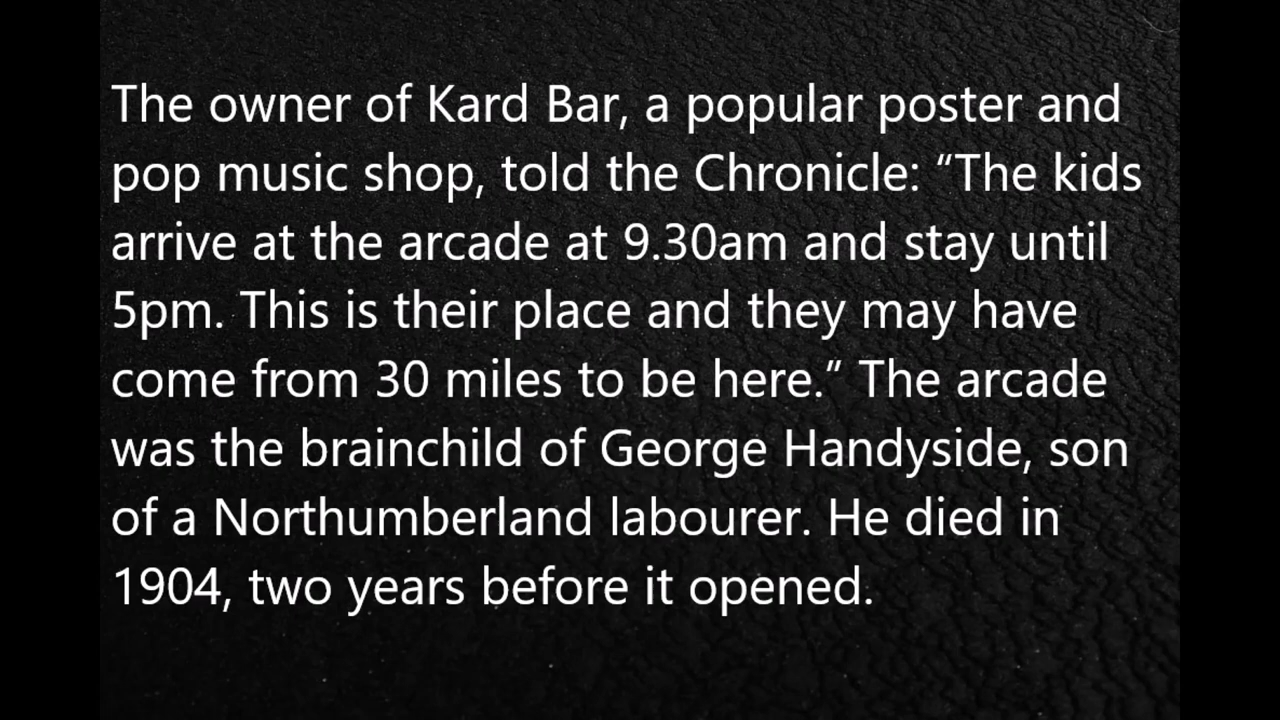 The owner of Kard Bar, a popular poster and
pop music shop, told the Chronicle: “The kids
arrive at the arcade at 9.30am and stay until
5pm. This is their place and they may have
come from 30 miles to be here.” The arcade
was the brainchild of George Handyside, son
of a Northumberland labourer. He died in
1904, two years before it opened.